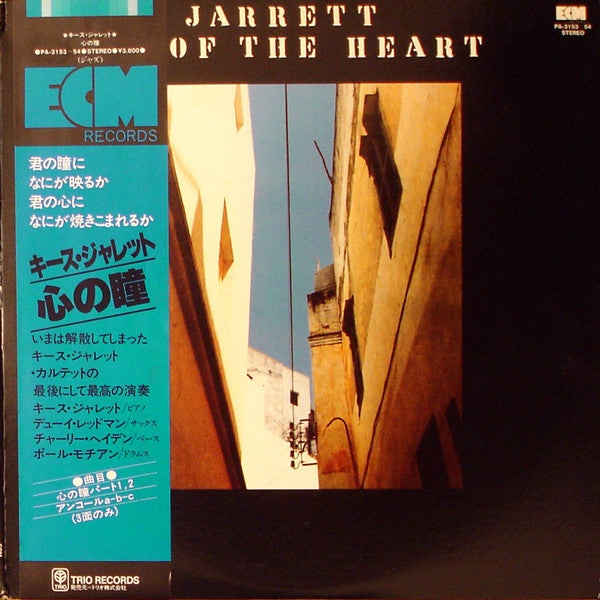 JARRETT
OF THE HEART
ECM
PA-3153 54
STEREO
★キース・ジャレット★
心の瞳
●PA-3153-54●STEREO●¥3,600●
(ジャズ)
ECM
RECORDS
君の瞳に
なにが映るか
君の心に
なにが焼きこまれるか
キース・ジャレット
心の瞳
いまは解散してしまった
キース・ジャレット
・カルテットの
最後にして最高の演奏
キース・ジャレット/ピアノ
デューイ・レッドマン/サックス
チャーリー・ヘイデン/ベース
ポール・モチアン/ドラムス
●曲目●
心の瞳パート1,2
アンコールa-b-c
(3面のみ)
TRIO
TRIO RECORDS
発売元—トリオ株式会社